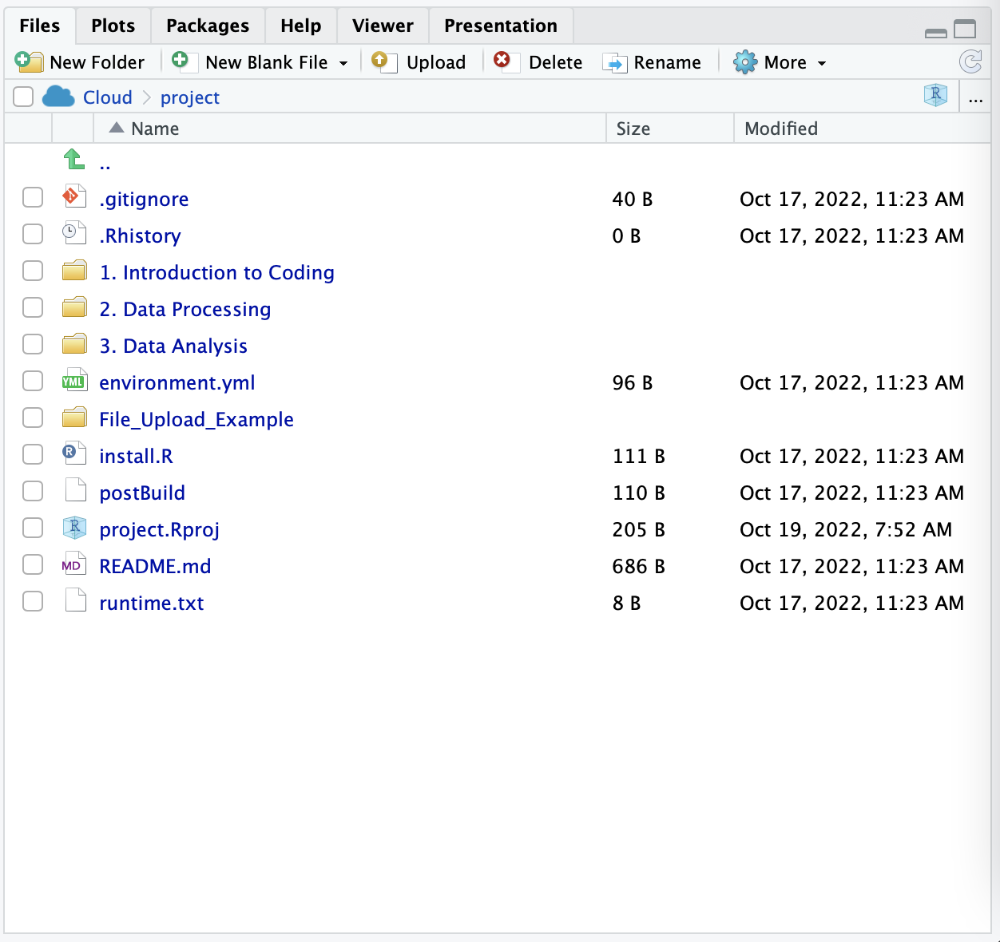 Files Plots Packages Help Viewer Presentation
New Folder New Blank File Upload Delete Rename More
Cloud project R ...
Name Size Modified
..
.gitignore 40 B Oct 17, 2022, 11:23 AM
.Rhistory 0 B Oct 17, 2022, 11:23 AM
1. Introduction to Coding
2. Data Processing
3. Data Analysis
YML environment.yml 96 B Oct 17, 2022, 11:23 AM
File_Upload_Example
R install.R 111 B Oct 17, 2022, 11:23 AM
postBuild 110 B Oct 17, 2022, 11:23 AM
R project.Rproj 205 B Oct 19, 2022, 7:52 AM
MD README.md 686 B Oct 17, 2022, 11:23 AM
runtime.txt 8 B Oct 17, 2022, 11:23 AM